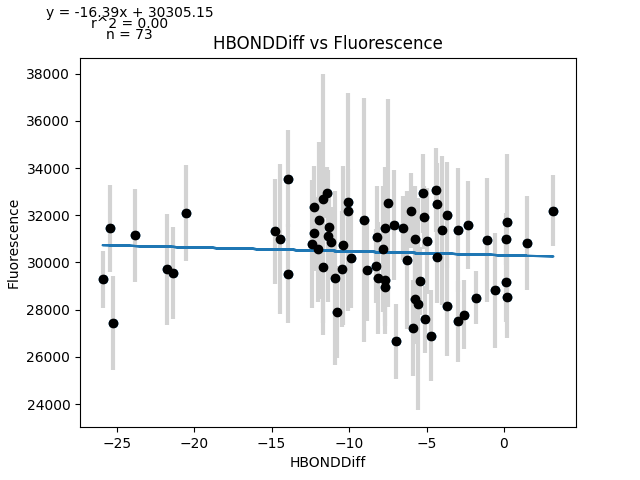 y = -16.39x + 30305.15
r^2 = 0.00
n = 73
HBONDDiff vs Fluorescence
38000
36000
34000
32000
30000
28000
26000
24000
Fluorescence
−25
−20
−15
−10
−5
0
HBONDDiff